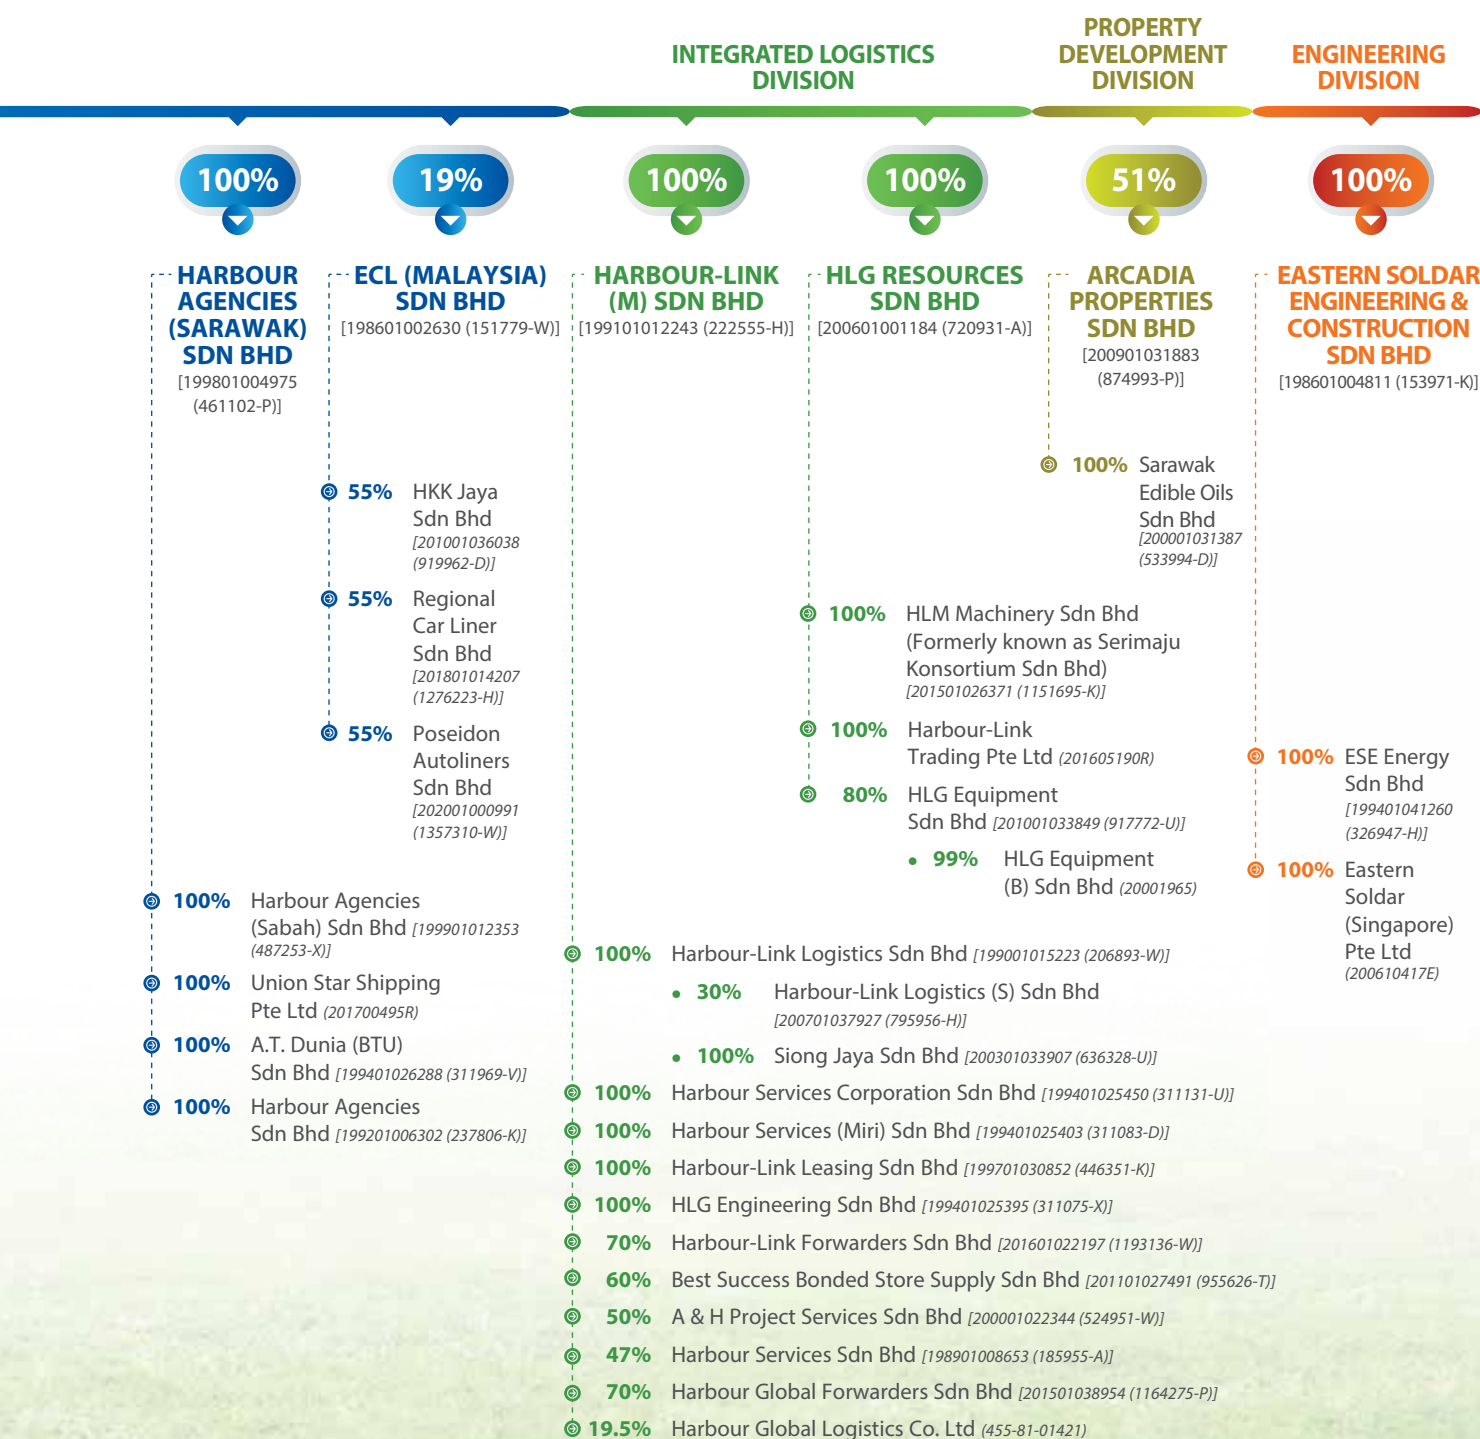 INTEGRATED LOGISTICS
DIVISION
PROPERTY
DEVELOPMENT
DIVISION
ENGINEERING
DIVISION
100%
19%
100%
100%
51%
100%
HARBOUR
AGENCIES
(SARAWAK)
SDN BHD
[199801004975
(461102-P)]
ECL (MALAYSIA)
SDN BHD
[198601002630 (151779-W)]
HARBOUR-LINK
(M) SDN BHD
[199101012243 (222555-H)]
HLG RESOURCES
SDN BHD
[200601001184 (720931-A)]
ARCADIA
PROPERTIES
SDN BHD
[200901031883
(874993-P)]
EASTERN SOLDAR
ENGINEERING &
CONSTRUCTION
SDN BHD
[198601004811 (153971-K)]
100% Harbour Agencies
(Sabah) Sdn Bhd [199901012353
(487253-X)]
100% Union Star Shipping
Pte Ltd (201700495R)
100% A.T. Dunia (BTU)
Sdn Bhd [199401026288 (311969-V)]
100% Harbour Agencies
Sdn Bhd [199201006302 (237806-K)]
55% HKK Jaya
Sdn Bhd
[201001036038
(919962-D)]
55% Regional
Car Liner
Sdn Bhd
[201801014207
(1276223-H)]
55% Poseidon
Autoliners
Sdn Bhd
[202001000991
(1357310-W)]
100% Harbour-Link Logistics Sdn Bhd [199001015223 (206893-W)]
• 30% Harbour-Link Logistics (S) Sdn Bhd
[200701037927 (795956-H)]
• 100% Siong Jaya Sdn Bhd [200301033907 (636328-U)]
100% Harbour Services Corporation Sdn Bhd [199401025450 (311131-U)]
100% Harbour Services (Miri) Sdn Bhd [199401025403 (311083-D)]
100% Harbour-Link Leasing Sdn Bhd [199701030852 (446351-K)]
100% HLG Engineering Sdn Bhd [199401025395 (311075-X)]
70% Harbour-Link Forwarders Sdn Bhd [201601022197 (1193136-W)]
60% Best Success Bonded Store Supply Sdn Bhd [201101027491 (955626-T)]
50% A & H Project Services Sdn Bhd [200001022344 (524951-W)]
47% Harbour Services Sdn Bhd [198901008653 (185955-A)]
70% Harbour Global Forwarders Sdn Bhd [201501038954 (1164275-P)]
19.5% Harbour Global Logistics Co. Ltd (455-81-01421)
100% HLM Machinery Sdn Bhd
(Formerly known as Serimaju
Konsortium Sdn Bhd)
[201501026371 (1151695-K)]
100% Harbour-Link
Trading Pte Ltd (201605190R)
80% HLG Equipment
Sdn Bhd [201001033849 (917772-U)]
• 99% HLG Equipment
(B) Sdn Bhd (20001965)
100% Sarawak
Edible Oils
Sdn Bhd
[200001031387
(533994-D)]
100% ESE Energy
Sdn Bhd
[199401041260
(326947-H)]
100% Eastern
Soldar
(Singapore)
Pte Ltd
(200610417E)